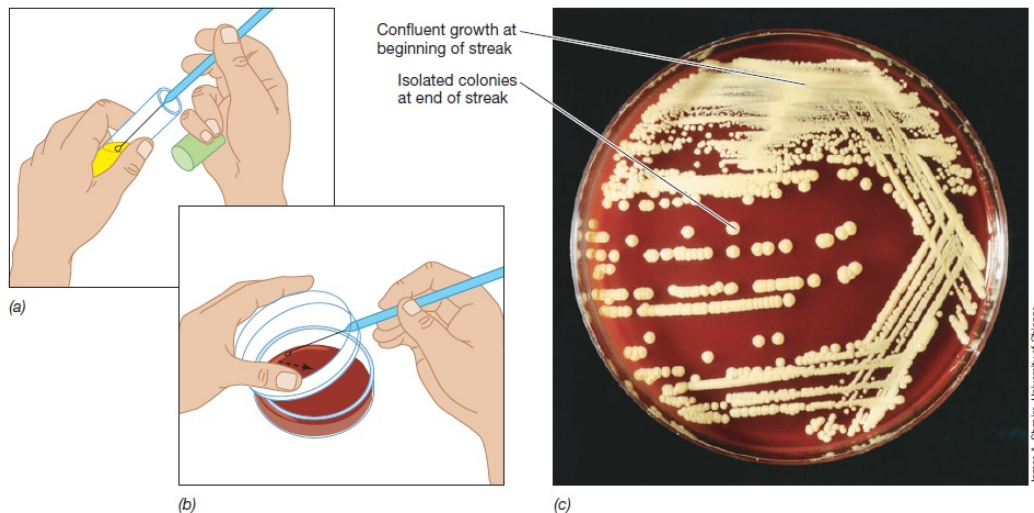 Confluent growth at
beginning of streak
Isolated colonies
at end of streak
(a)
(b)
(c)